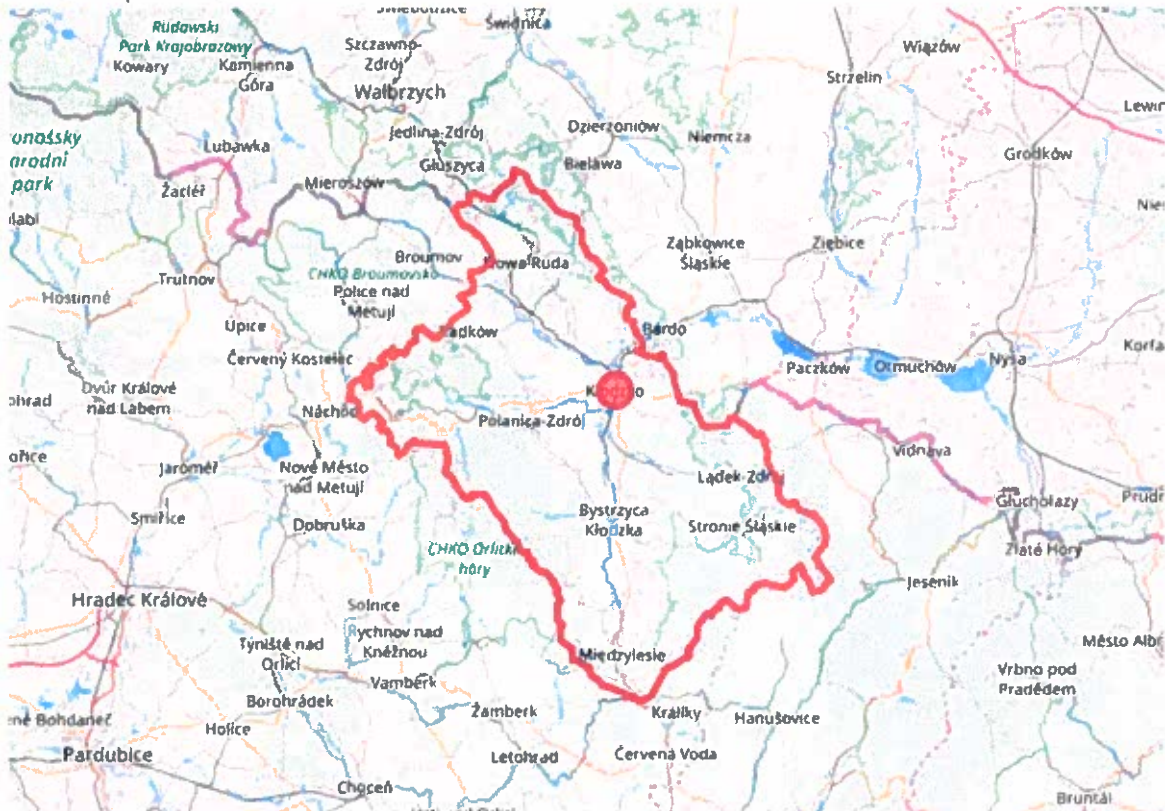 Rudawski
Park Krajobrazowy
Kowary
Kamienna
Góra
Szczawno-
Zdrój
Wałbrzych
Świdnica
Wiązów
Strzelin
Lubawka
Jedlina-Zdrój
Głuszyca
Dzierżoniów
Bielawa
Niemcza
Grodków
park
Žacléř
Mieroszów
Ząbkowice
Śląskie
Ziębice
Broumov
Nowa Ruda
CHKO Broumovsko
Police nad
Metují
Trutnov
Hostinné
Úpice
Radków
Bardo
Červený Kostelec
Paczków
Otmuchów
Nysa
Dvůr Králové
nad Labem
Náchod
Polanica-Zdrój
Jaroměř
Nové Město
nad Metují
Vidnava
Lądek-Zdrój
Głuchołazy
Smiřice
Dobruška
Bystrzyca
Kłodzka
Stronie Śląskie
Zlaté Hory
CHKO Orlické
hory
Jeseník
Hradec Králové
Solnice
Týniště nad
Orlicí
Rychnov nad
Kněžnou
Międzylesie
Město Albr
Vrbno pod
Pradědem
Vamberk
Borohrádek
Žamberk
Králíky
Hanušovice
Holice
Pardubice
Letohrad
Červená Voda
Choceň
Bruntál